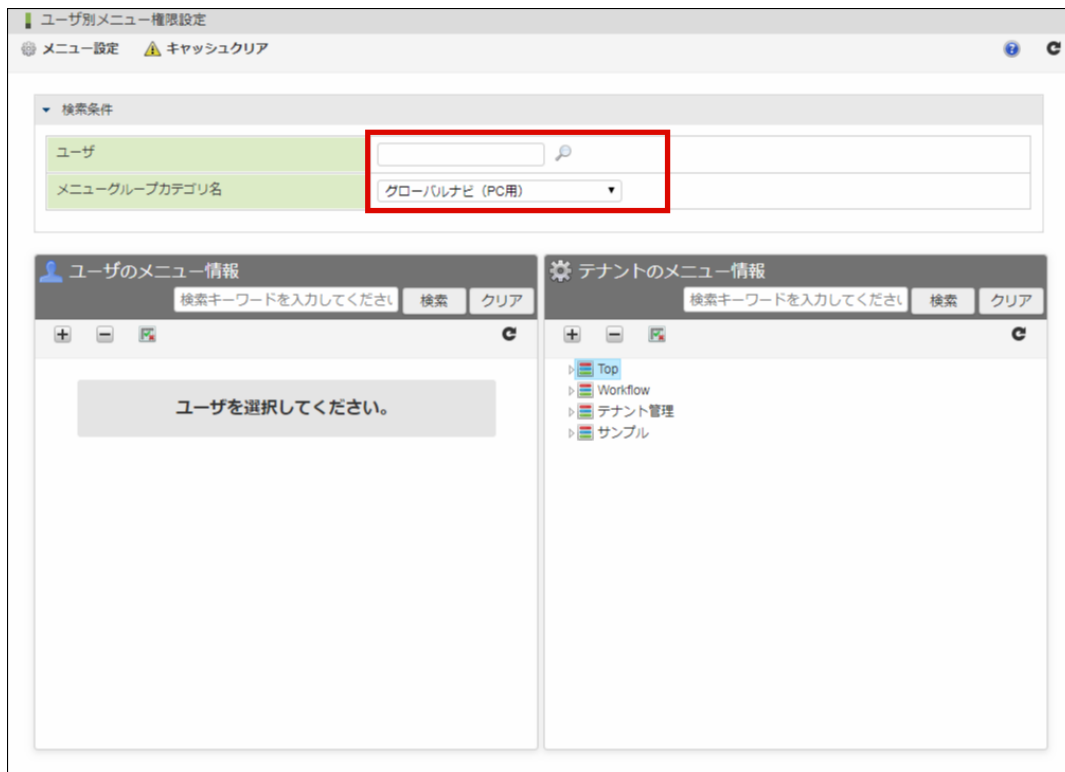 ユーザ別メニュー権限設定
メニュー設定 キャッシュクリア
検索条件
ユーザ
メニューグループカテゴリ名 グローバルナビ（PC用）
ユーザのメニュー情報
検索キーワードを入力してくださ 検索 クリア
ユーザを選択してください。
テナントのメニュー情報
検索キーワードを入力してくださ 検索 クリア
Top
Workflow
テナント管理
サンプル